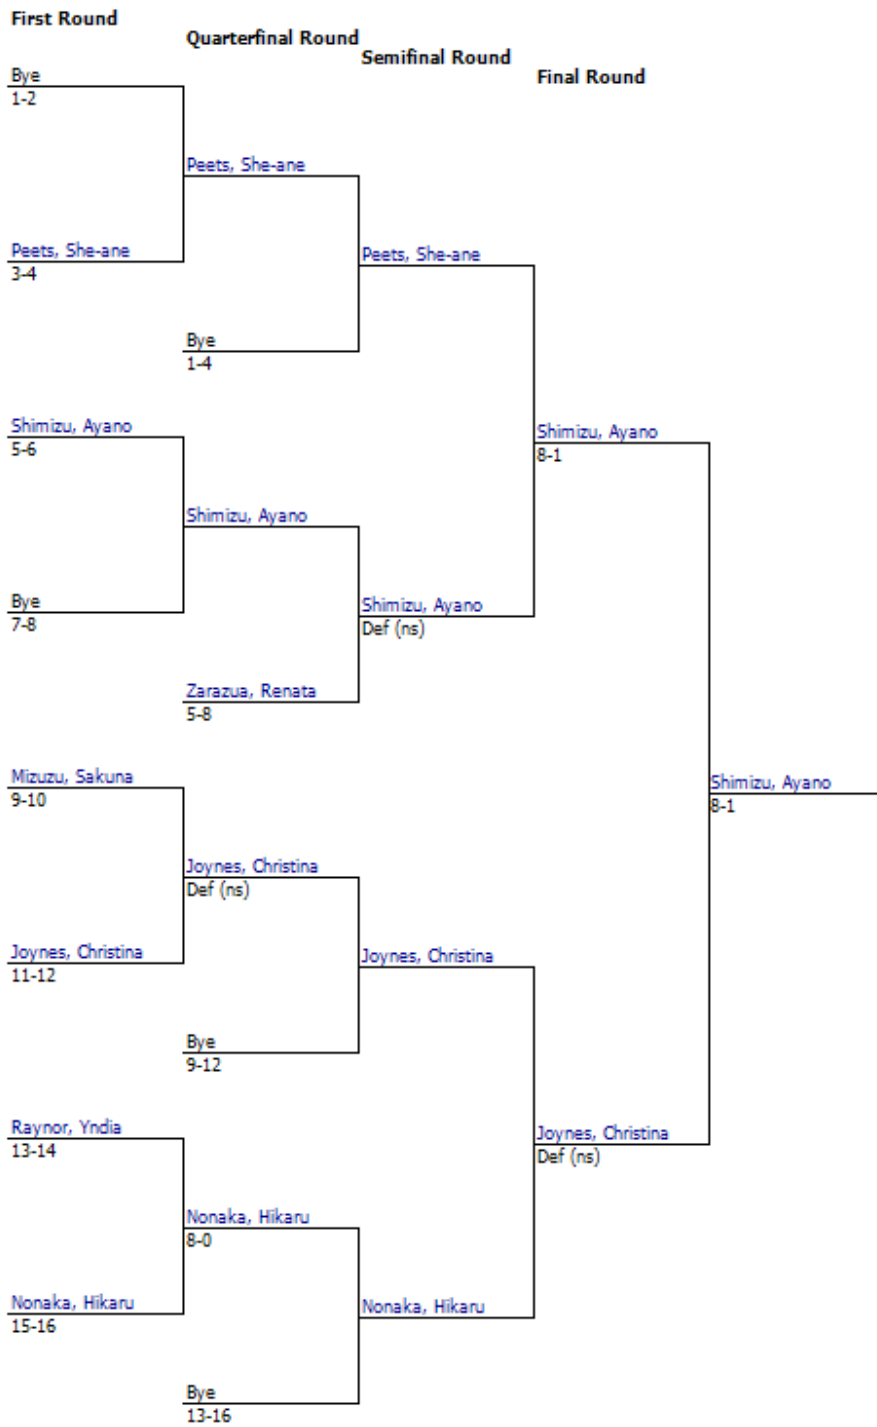 First Round
Quarterfinal Round
Semifinal Round
Final Round
Bye
1-2
Peets, She-ane
Peets, She-ane
3-4
Peets, She-ane
Bye
1-4
Shimizu, Ayano
5-6
Shimizu, Ayano
8-1
Shimizu, Ayano
Bye
7-8
Shimizu, Ayano
Def (ns)
Zarazua, Renata
5-8
Mizuzu, Sakuna
9-10
Shimizu, Ayano
8-1
Joynes, Christina
Def (ns)
Joynes, Christina
11-12
Joynes, Christina
Bye
9-12
Raynor, Yndia
13-14
Joynes, Christina
Def (ns)
Nonaka, Hikaru
8-0
Nonaka, Hikaru
15-16
Nonaka, Hikaru
Bye
13-16